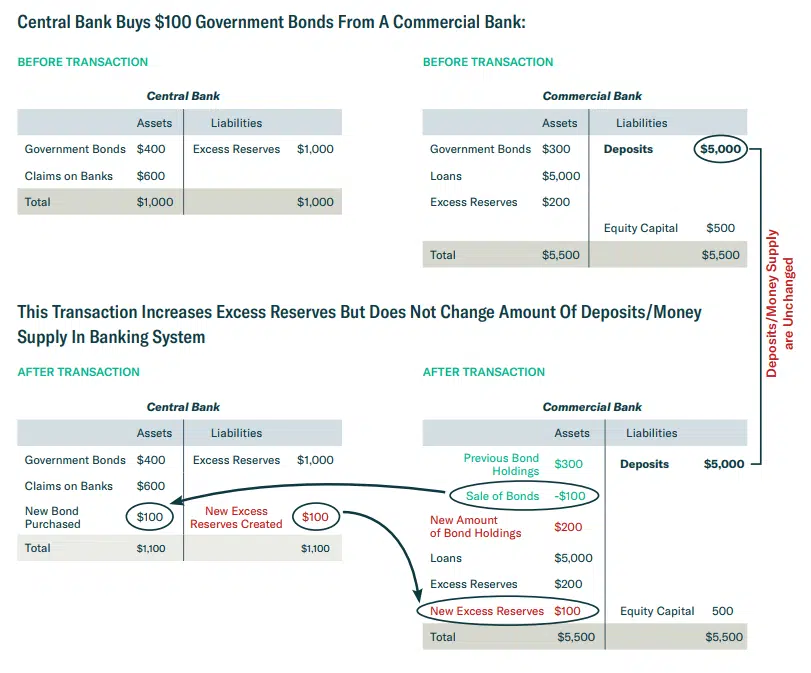 Central Bank Buys $100 Government Bonds From A Commercial Bank:
BEFORE TRANSACTION
Central Bank
Assets Liabilities
Government Bonds $400 Excess Reserves $1,000
Claims on Banks $600
Total $1,000 $1,000
BEFORE TRANSACTION
Commercial Bank
Assets Liabilities
Government Bonds $300 Deposits $5,000
Loans $5,000
Excess Reserves $200
Equity Capital $500
Total $5,500 $5,500
Deposits/Money Supply
are Unchanged
This Transaction Increases Excess Reserves But Does Not Change Amount Of Deposits/Money
Supply In Banking System
AFTER TRANSACTION
Central Bank
Assets Liabilities
Government Bonds $400 Excess Reserves $1,000
Claims on Banks $600
New Bond
Purchased $100 New Excess
Reserves Created $100
Total $1,100 $1,100
AFTER TRANSACTION
Commercial Bank
Assets Liabilities
Previous Bond
Holdings $300 Deposits $5,000
Sale of Bonds -$100
New Amount
of Bond Holdings $200
Loans $5,000
Excess Reserves $200
New Excess Reserves $100 Equity Capital 500
Total $5,500 $5,500